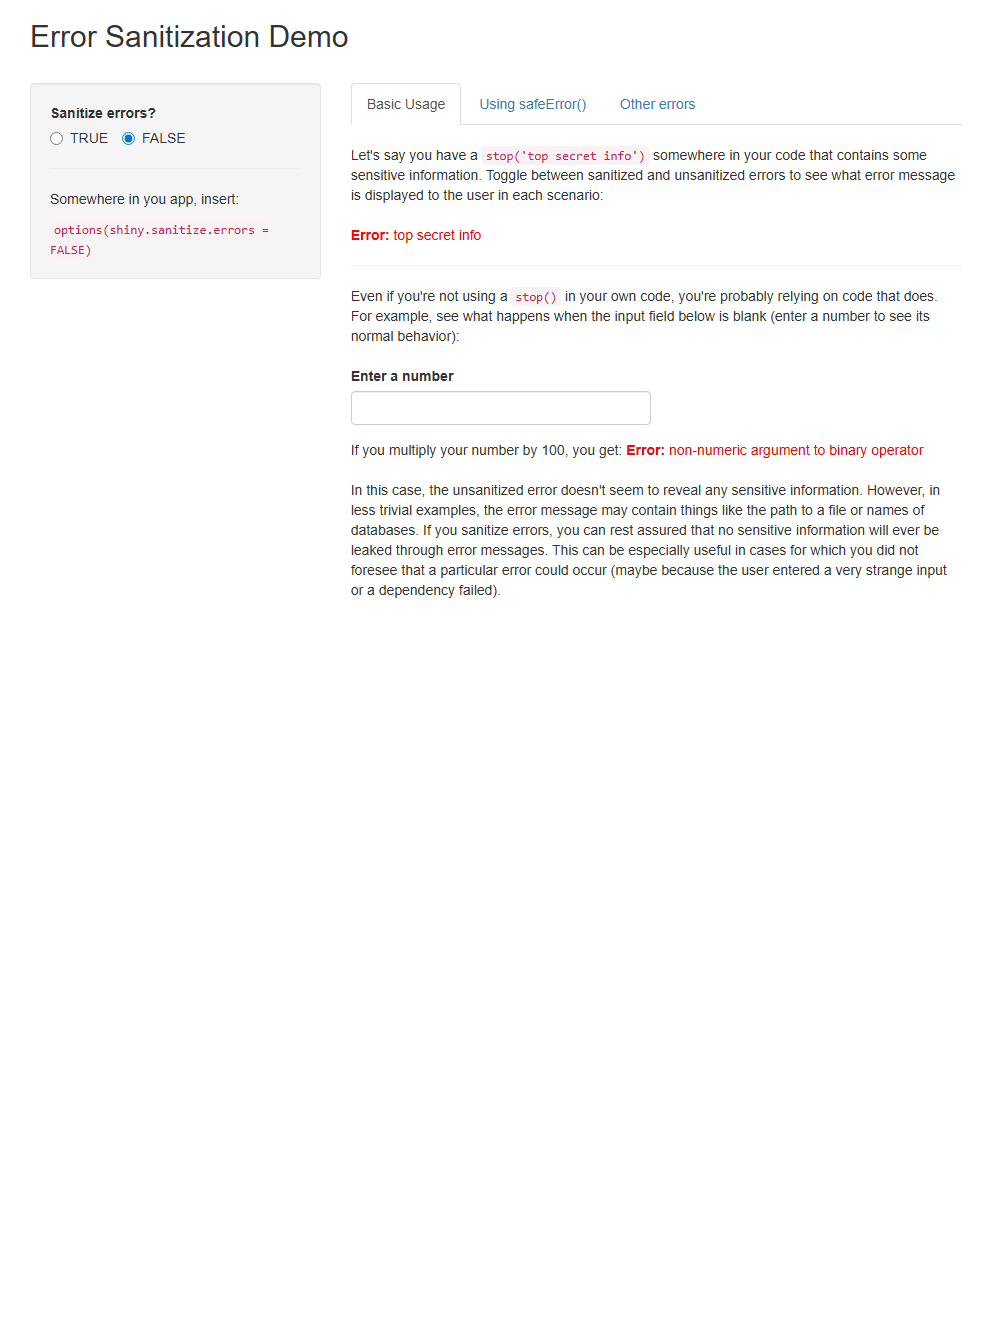 Error Sanitization Demo
Sanitize errors?
TRUE FALSE
Somewhere in you app, insert:
options(shiny.sanitize.errors =
FALSE)
Basic Usage Using safeError() Other errors
Let's say you have a stop('top secret info') somewhere in your code that contains some
sensitive information. Toggle between sanitized and unsanitized errors to see what error message
is displayed to the user in each scenario:
Error: top secret info
Even if you're not using a stop() in your own code, you're probably relying on code that does.
For example, see what happens when the input field below is blank (enter a number to see its
normal behavior):
Enter a number
If you multiply your number by 100, you get: Error: non-numeric argument to binary operator
In this case, the unsanitized error doesn't seem to reveal any sensitive information. However, in
less trivial examples, the error message may contain things like the path to a file or names of
databases. If you sanitize errors, you can rest assured that no sensitive information will ever be
leaked through error messages. This can be especially useful in cases for which you did not
foresee that a particular error could occur (maybe because the user entered a very strange input
or a dependency failed).